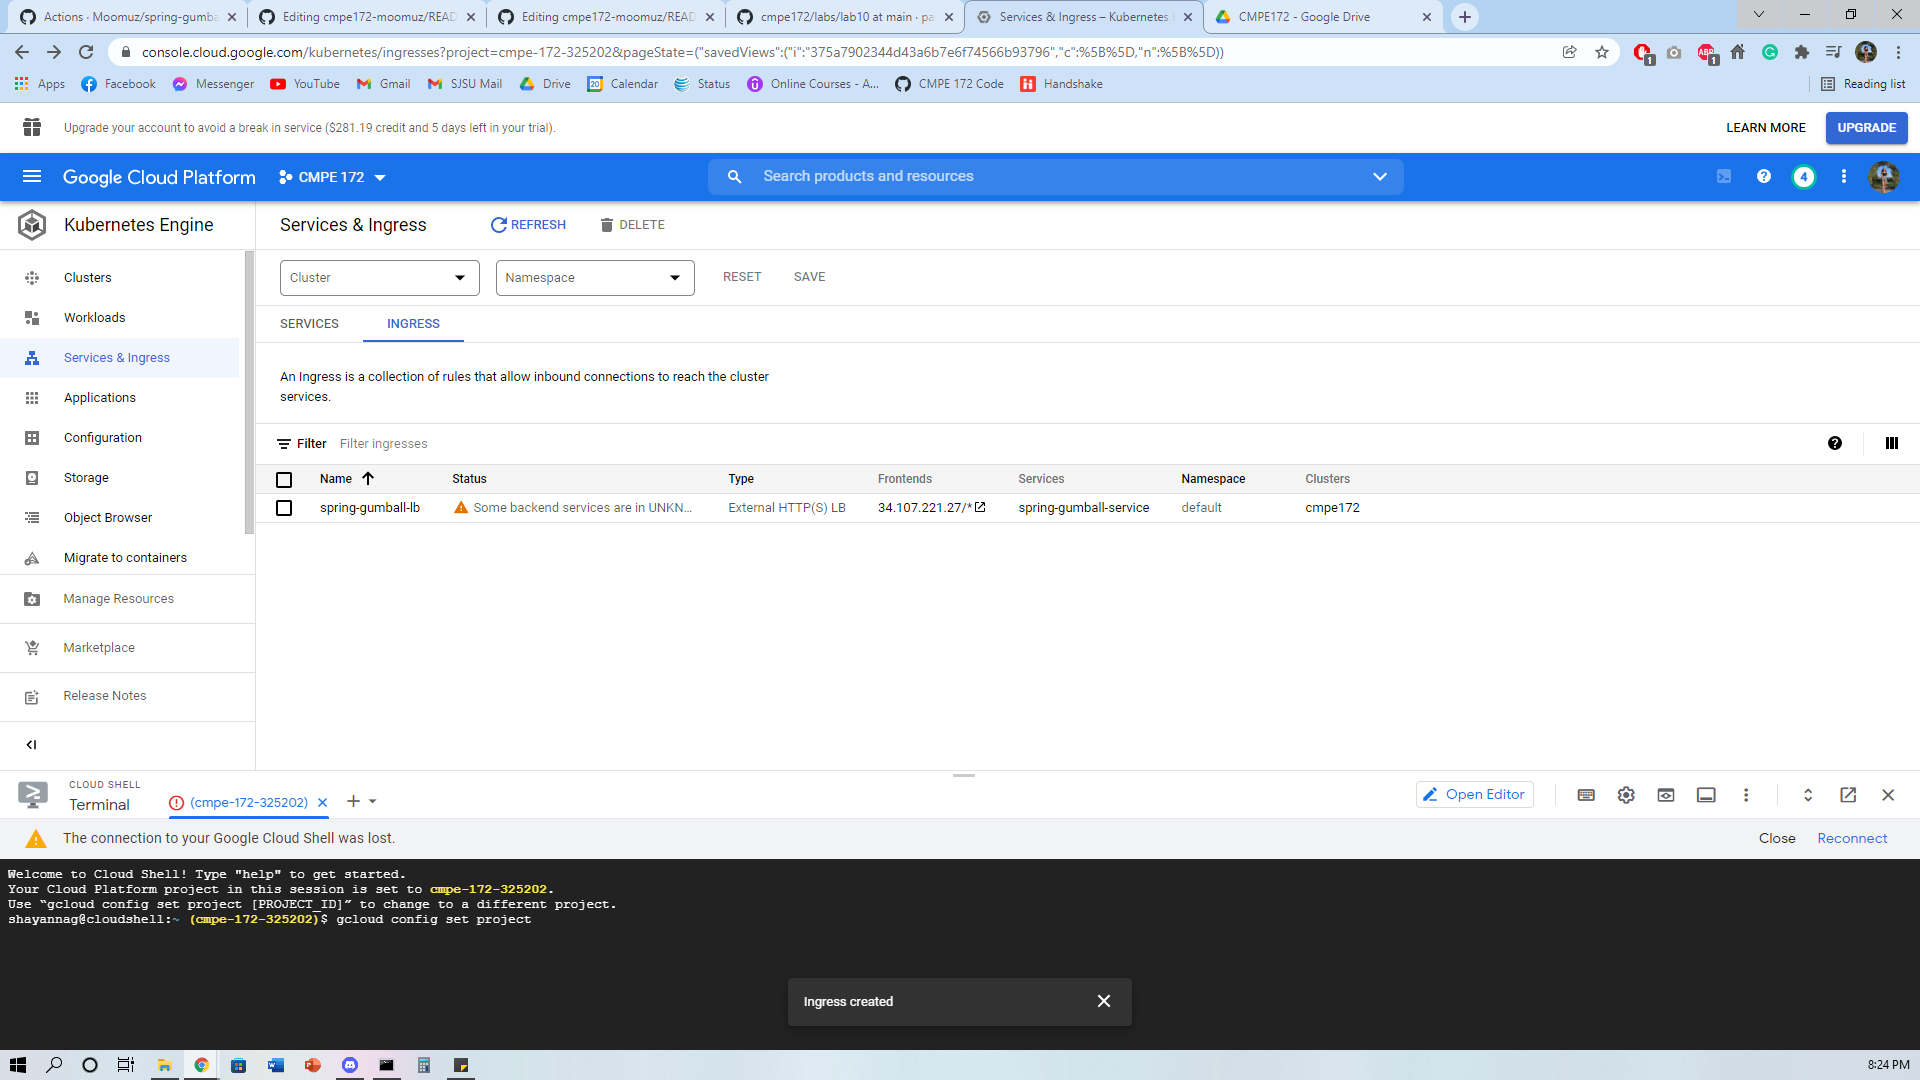 Actions · Moomuz/spring-gumba
Editing cmpe172-moomuz/READ
Editing cmpe172-moomuz/READ
cmpe172/labs/lab10 at main · pa
Services & Ingress – Kubernetes
CMPE172 - Google Drive
console.cloud.google.com/kubernetes/ingresses?project=cmpe-172-325202&pageState=("savedViews":("i":"375a7902344d43a6b7e6f74566b93796","c":%5B%5D,"n":%5B%5D))
1
ABP
1
Apps
Facebook
Messenger
YouTube
Gmail
SJSU Mail
Drive
20
Calendar
Status
Online Courses - A...
CMPE 172 Code
Handshake
Reading list
Upgrade your account to avoid a break in service ($281.19 credit and 5 days left in your trial).
LEARN MORE
UPGRADE
Google Cloud Platform
CMPE 172
Search products and resources
4
Kubernetes Engine
Services & Ingress
REFRESH
DELETE
Clusters
Workloads
Services & Ingress
Applications
Configuration
Storage
Object Browser
Migrate to containers
Manage Resources
Marketplace
Release Notes
Cluster
Namespace
RESET
SAVE
SERVICES
INGRESS
An Ingress is a collection of rules that allow inbound connections to reach the cluster
services.
Filter
Filter ingresses
Name
Status
Type
Frontends
Services
Namespace
Clusters
spring-gumball-lb
Some backend services are in UNKN...
External HTTP(S) LB
34.107.221.27/*
spring-gumball-service
default
cmpe172
CLOUD SHELL
Terminal
(cmpe-172-325202)
Open Editor
The connection to your Google Cloud Shell was lost.
Close
Reconnect
Welcome to Cloud Shell! Type "help" to get started.
Your Cloud Platform project in this session is set to cmpe-172-325202.
Use “gcloud config set project [PROJECT_ID]” to change to a different project.
shayannag@cloudshell:~ (cmpe-172-325202)$ gcloud config set project
Ingress created
8:24 PM